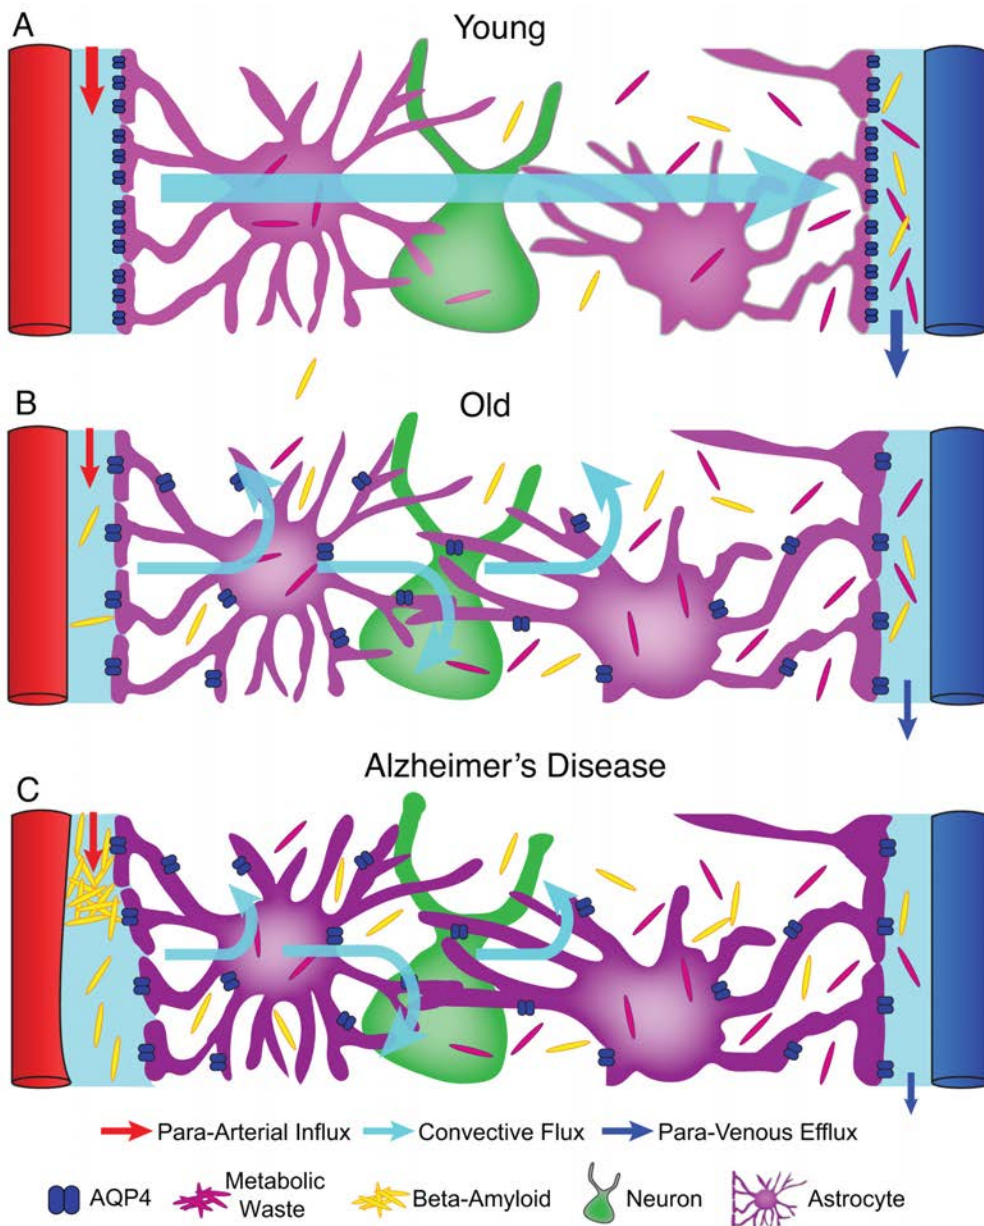 A
Young
B
Old
Alzheimer's Disease
C
Para-Arterial Influx
Convective Flux
Para-Venous Efflux
AQP4
Metabolic
Waste
Beta-Amyloid
Neuron
Astrocyte